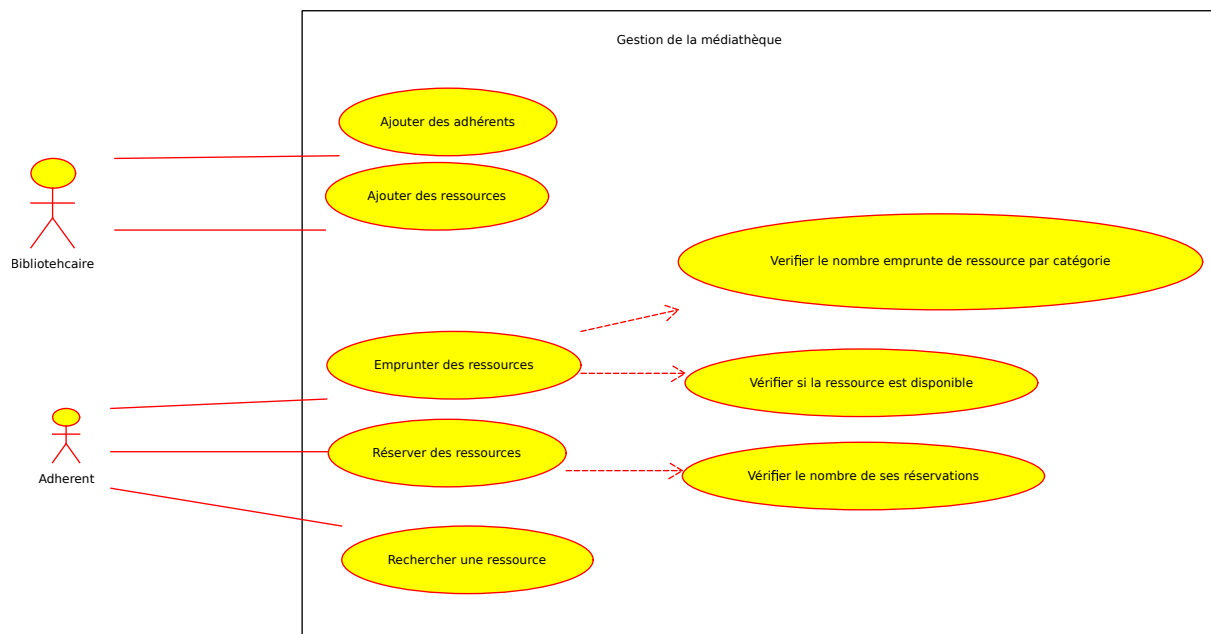 Gestion de la médiathèque
Ajouter des adhérents
Ajouter des ressources
Bibliotehcaire
Verifier le nombre emprunte de ressource par catégorie
Emprunter des ressources
Vérifier si la ressource est disponible
Réserver des ressources
Adherent
Vérifier le nombre de ses réservations
Rechercher une ressource